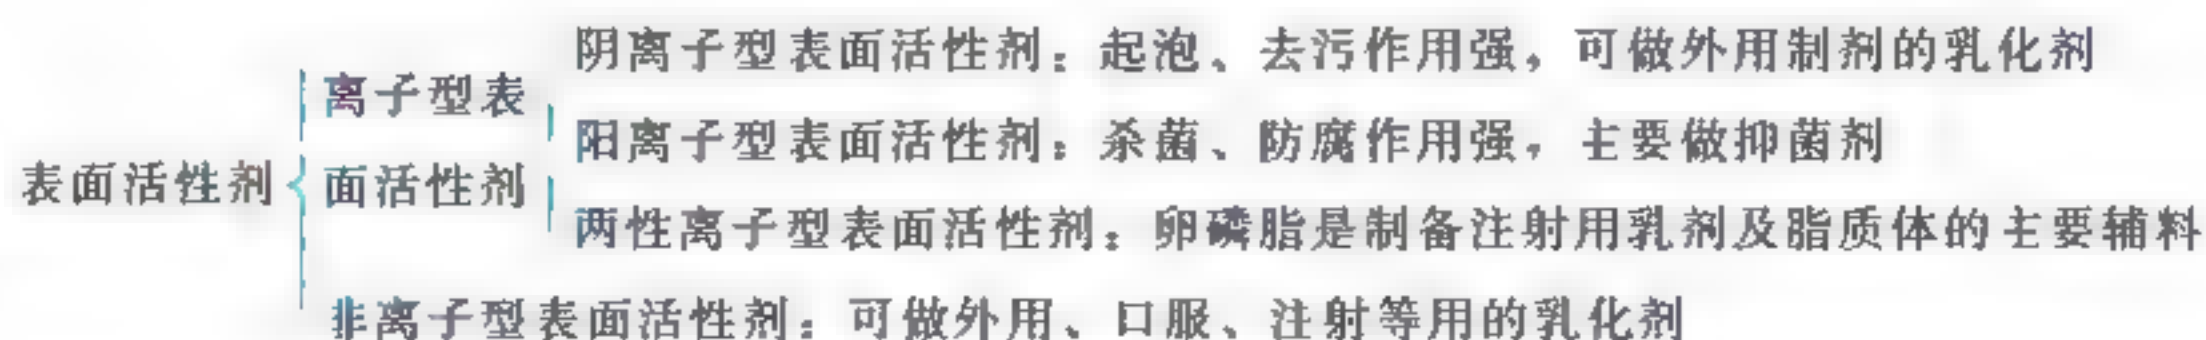 阴离子型表面活性剂：起泡、去污作用强，可做外用制剂的乳化剂
离子型表
阳离子型表面活性剂：杀菌、防腐作用强，主要做抑菌剂
表面活性剂
面活性剂
两性离子型表面活性剂：卵磷脂是制备注射用乳剂及脂质体的主要辅料
非离子型表面活性剂：可做外用、口服、注射等用的乳化剂